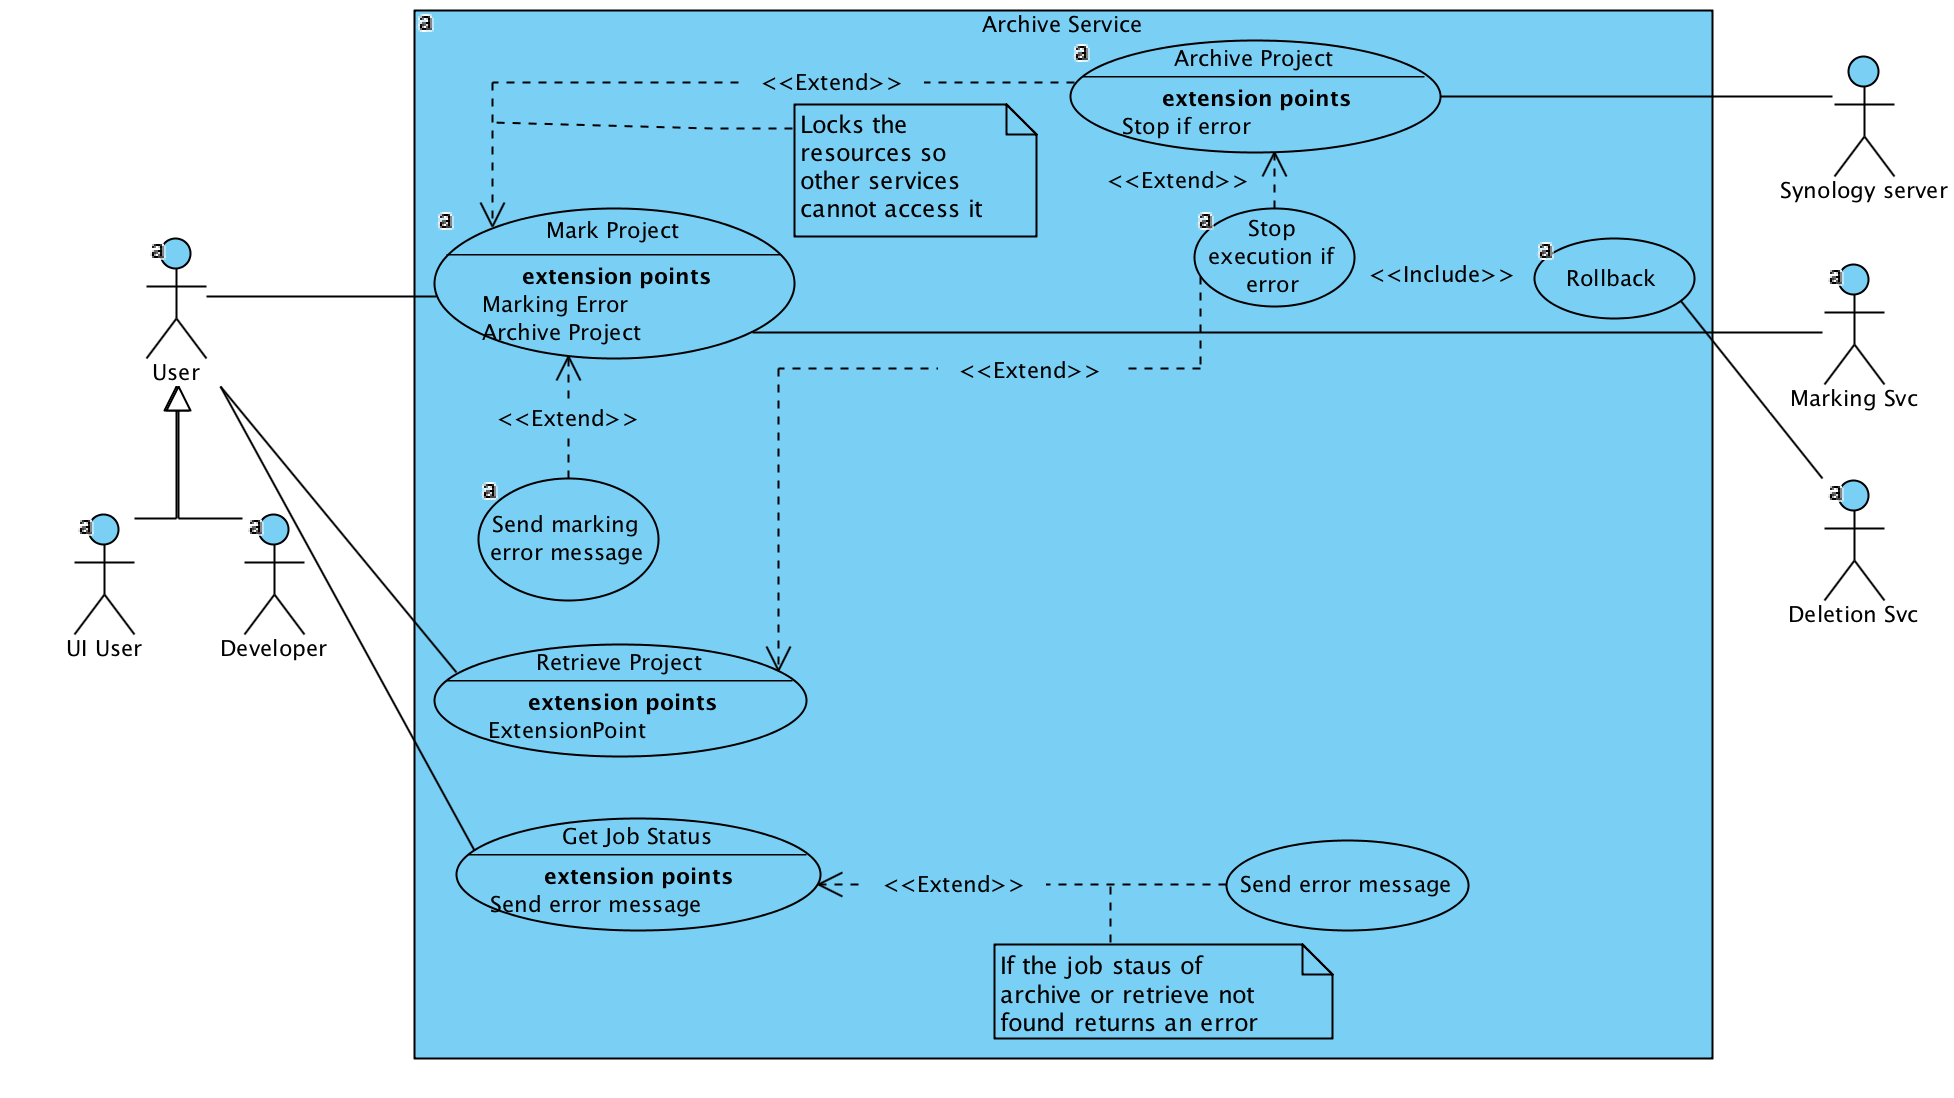 a
Archive Service
a
Archive Project
extension points
Stop if error
<<Extend>>
Locks the
resources so
other services
cannot access it
<<Extend>>
Synology server
a
Mark Project
extension points
Marking Error
Archive Project
a
Stop
execution if
error
<<Include>>
a
Rollback
a
User
a
Marking Svc
<<Extend>>
<<Extend>>
a
Send marking
error message
a
UI User
a
Developer
a
Deletion Svc
Retrieve Project
extension points
ExtensionPoint
Get Job Status
extension points
Send error message
<<Extend>>
Send error message
If the job staus of
archive or retrieve not
found returns an error